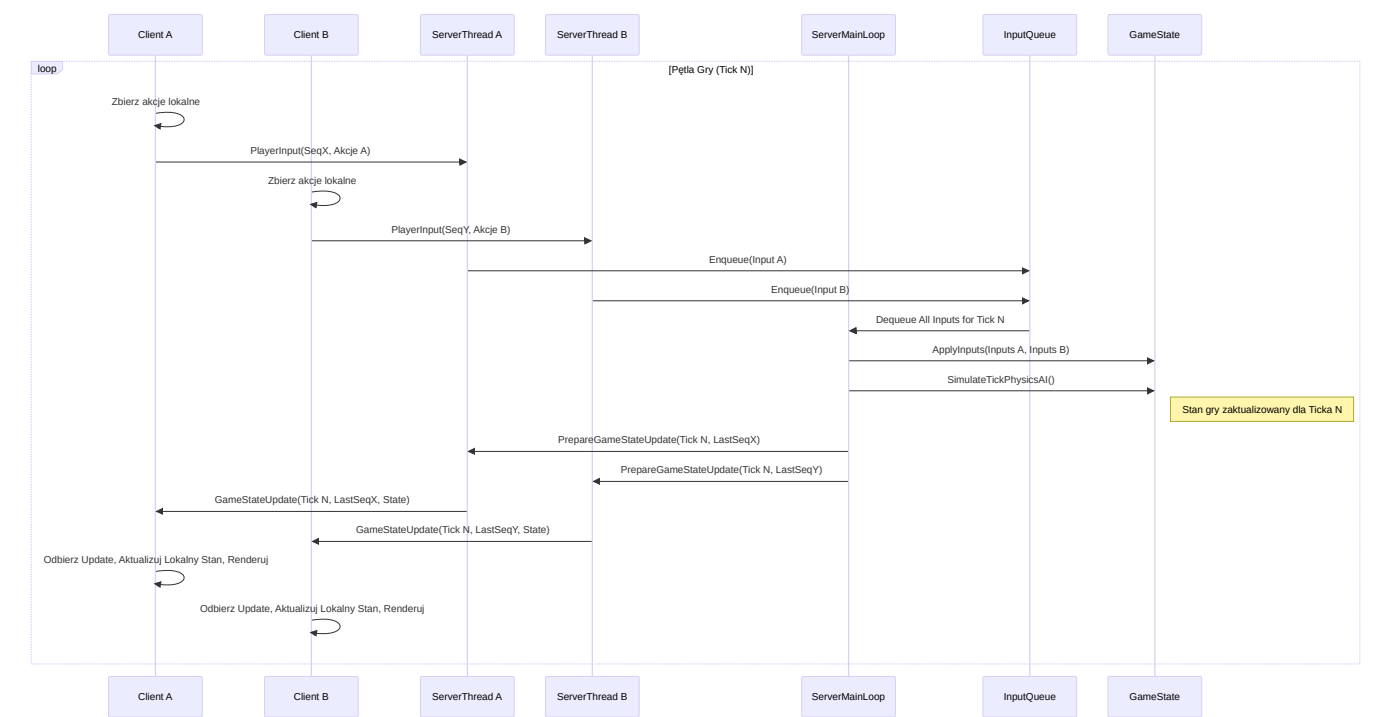 Client A
Client B
ServerThread A
ServerThread B
ServerMainLoop
InputQueue
GameState
loop
[Pętla Gry (Tick N)]
Zbierz akcje lokalne
PlayerInput(SeqX, Akcje A)
Zbierz akcje lokalne
PlayerInput(SeqY, Akcje B)
Enqueue(Input A)
Enqueue(Input B)
Dequeue All Inputs for Tick N
ApplyInputs(Inputs A, Inputs B)
SimulateTickPhysicsAI()
Stan gry zaktualizowany dla Ticka N
PrepareGameStateUpdate(Tick N, LastSeqX)
PrepareGameStateUpdate(Tick N, LastSeqY)
GameStateUpdate(Tick N, LastSeqX, State)
GameStateUpdate(Tick N, LastSeqY, State)
Odbierz Update, Aktualizuj Lokalny Stan, Renderuj
Odbierz Update, Aktualizuj Lokalny Stan, Renderuj
Client A
Client B
ServerThread A
ServerThread B
ServerMainLoop
InputQueue
GameState